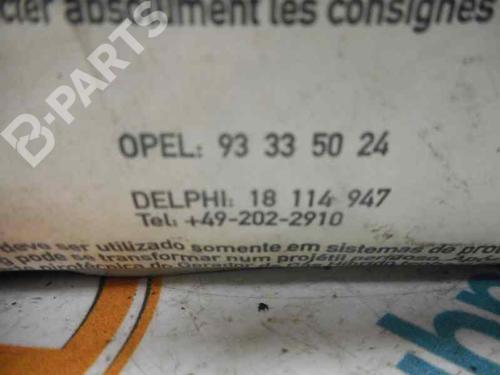 cter absolument les consignes
B-PARTS
OPEL: 93 33 50 24
DELPHI: 18 114 947
Tel: +49-202-2910
deve ser utilizado somente em sistemas de pro
pode se transformar num projétil perigoso.